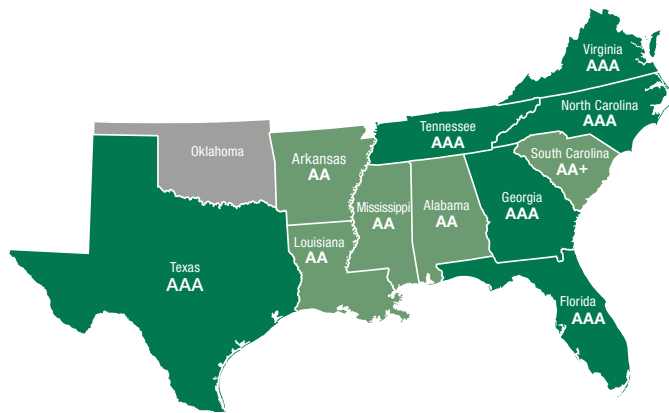 Virginia
AAA
North Carolina
AAA
Tennessee
AAA
Oklahoma
Arkansas
AA
South Carolina
AA+
Mississippi
AA
Alabama
AA
Georgia
AAA
Louisiana
AA
Texas
AAA
Florida
AAA